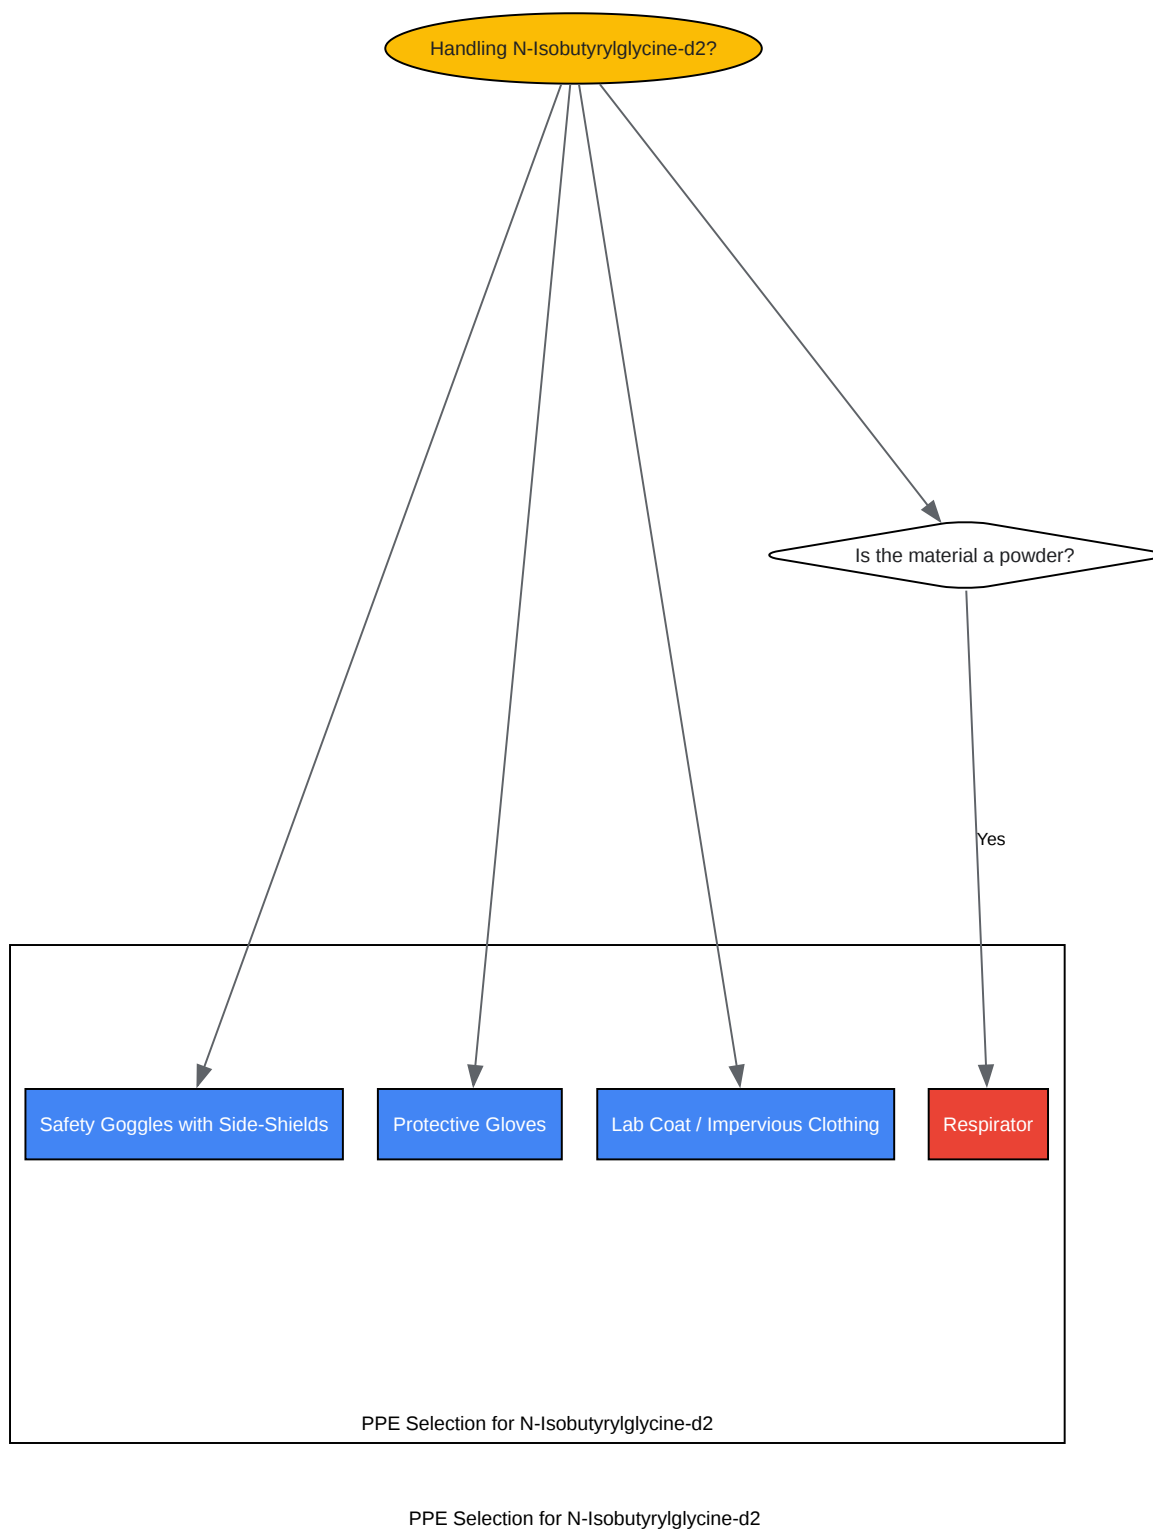 Handling N-Isobutyrylglycine-d2?
Is the material a powder?
Yes
Safety Goggles with Side-Shields
Protective Gloves
Lab Coat / Impervious Clothing
Respirator
PPE Selection for N-Isobutyrylglycine-d2
PPE Selection for N-Isobutyrylglycine-d2